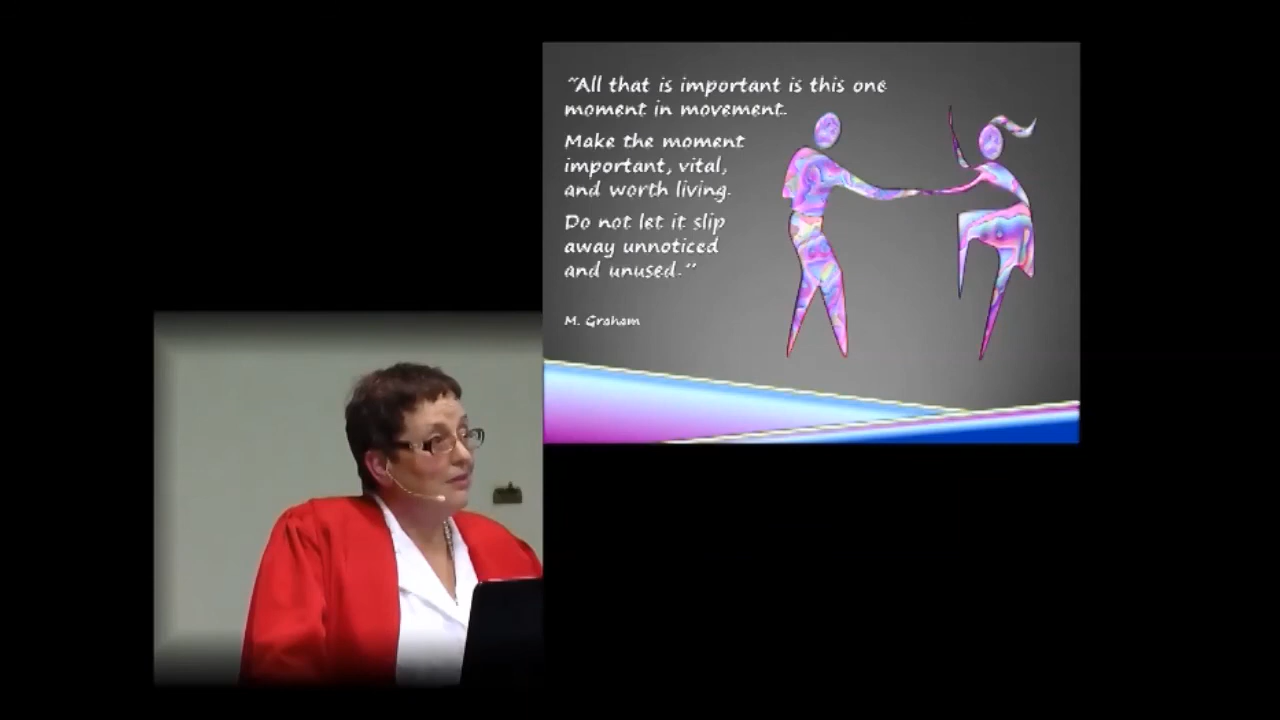 “All that is important is this one
moment in movement.
Make the moment
important, vital,
and worth living.
Do not let it slip
away unnoticed
and unused.”
M. Graham